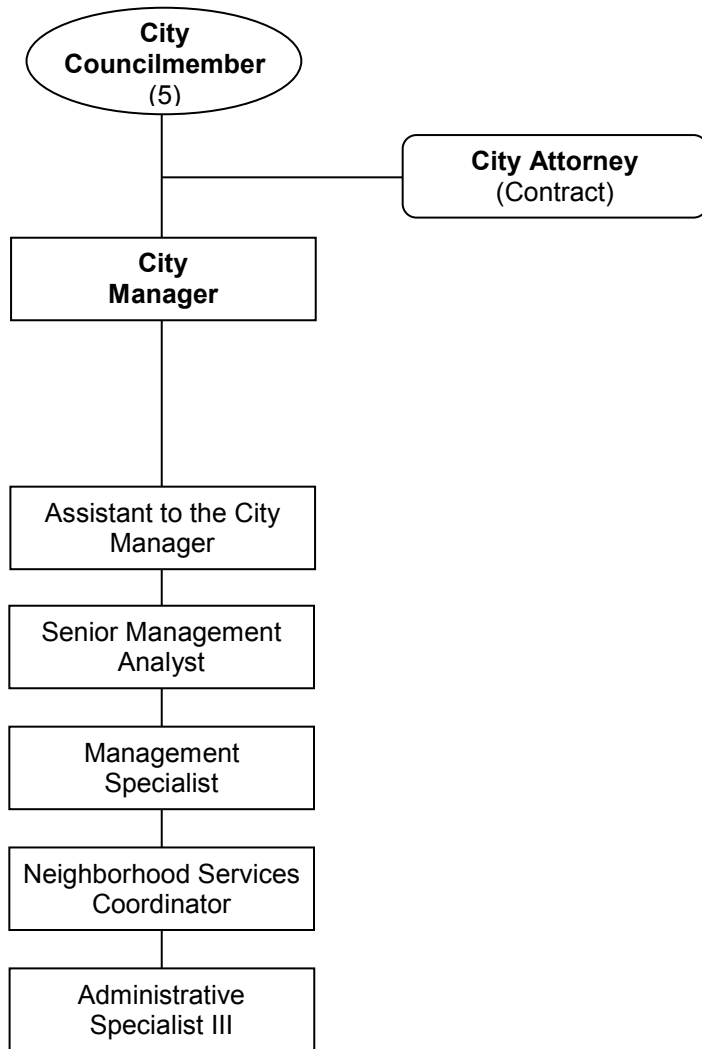 City
Councilmember
(5)
City Attorney
(Contract)
City
Manager
Assistant to the City
Manager
Senior Management
Analyst
Management
Specialist
Neighborhood Services
Coordinator
Administrative
Specialist III